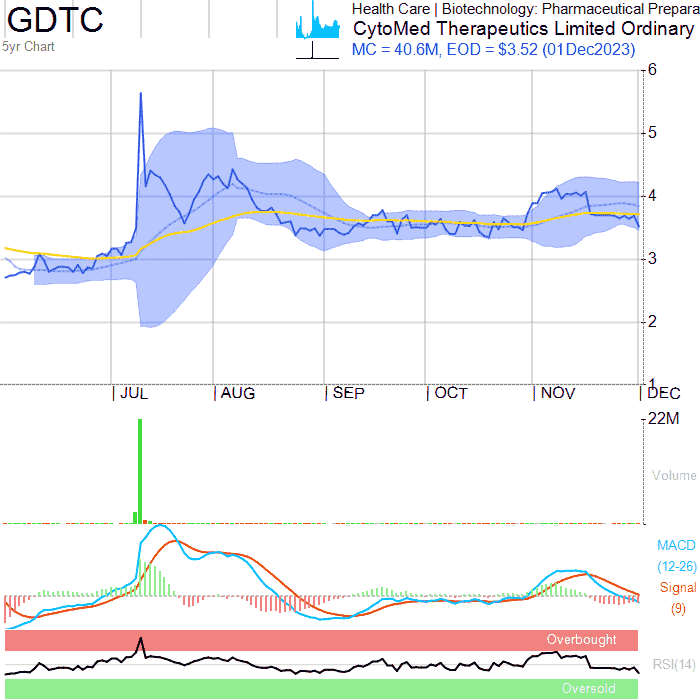 GDTC
5yr Chart
Health Care | Biotechnology: Pharmaceutical Prepara
CytoMed Therapeutics Limited Ordinary
MC = 40.6M, EOD = $3.52 (01Dec2023)
6
5
4
3
2
1
JUL AUG SEP OCT NOV DEC
22M
Volume
MACD
(12-26)
Signal
(9)
Overbought
RSI(14)
Oversold